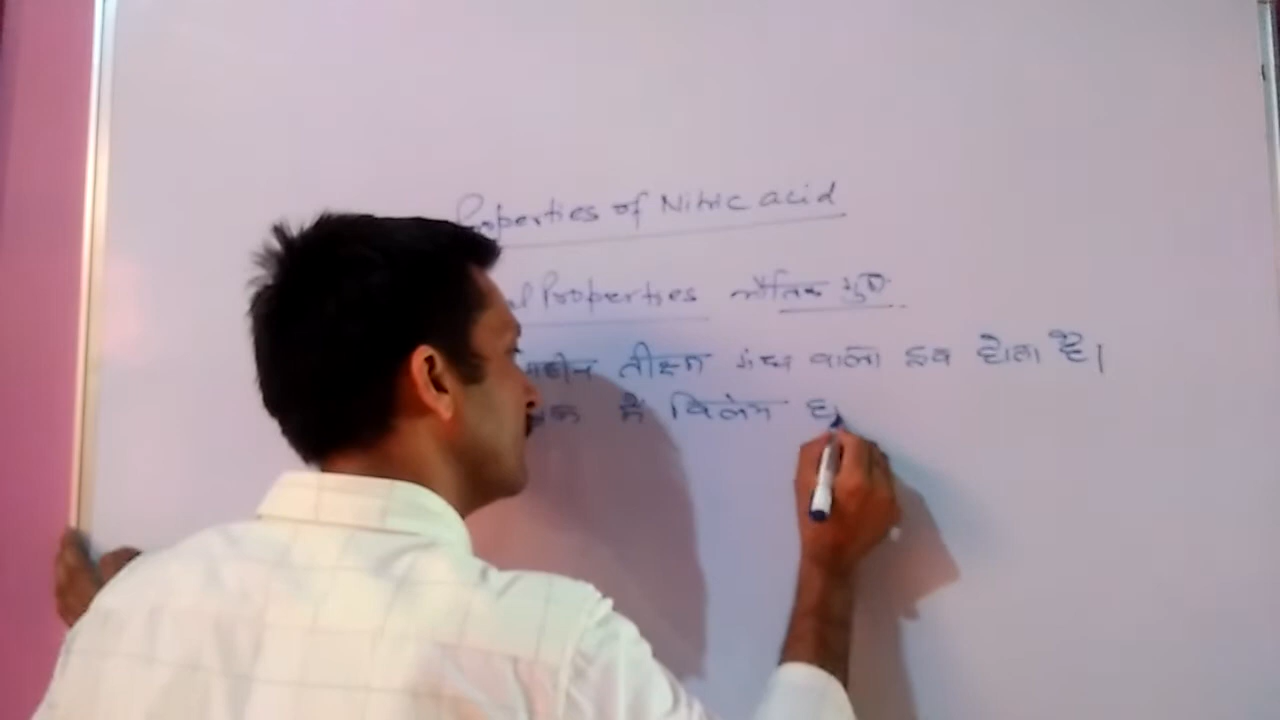 Properties of Nitric acid
Properties भौतिक गुण
तीक्ष्ण गंध वाला द्रव होता है।
में विलेय